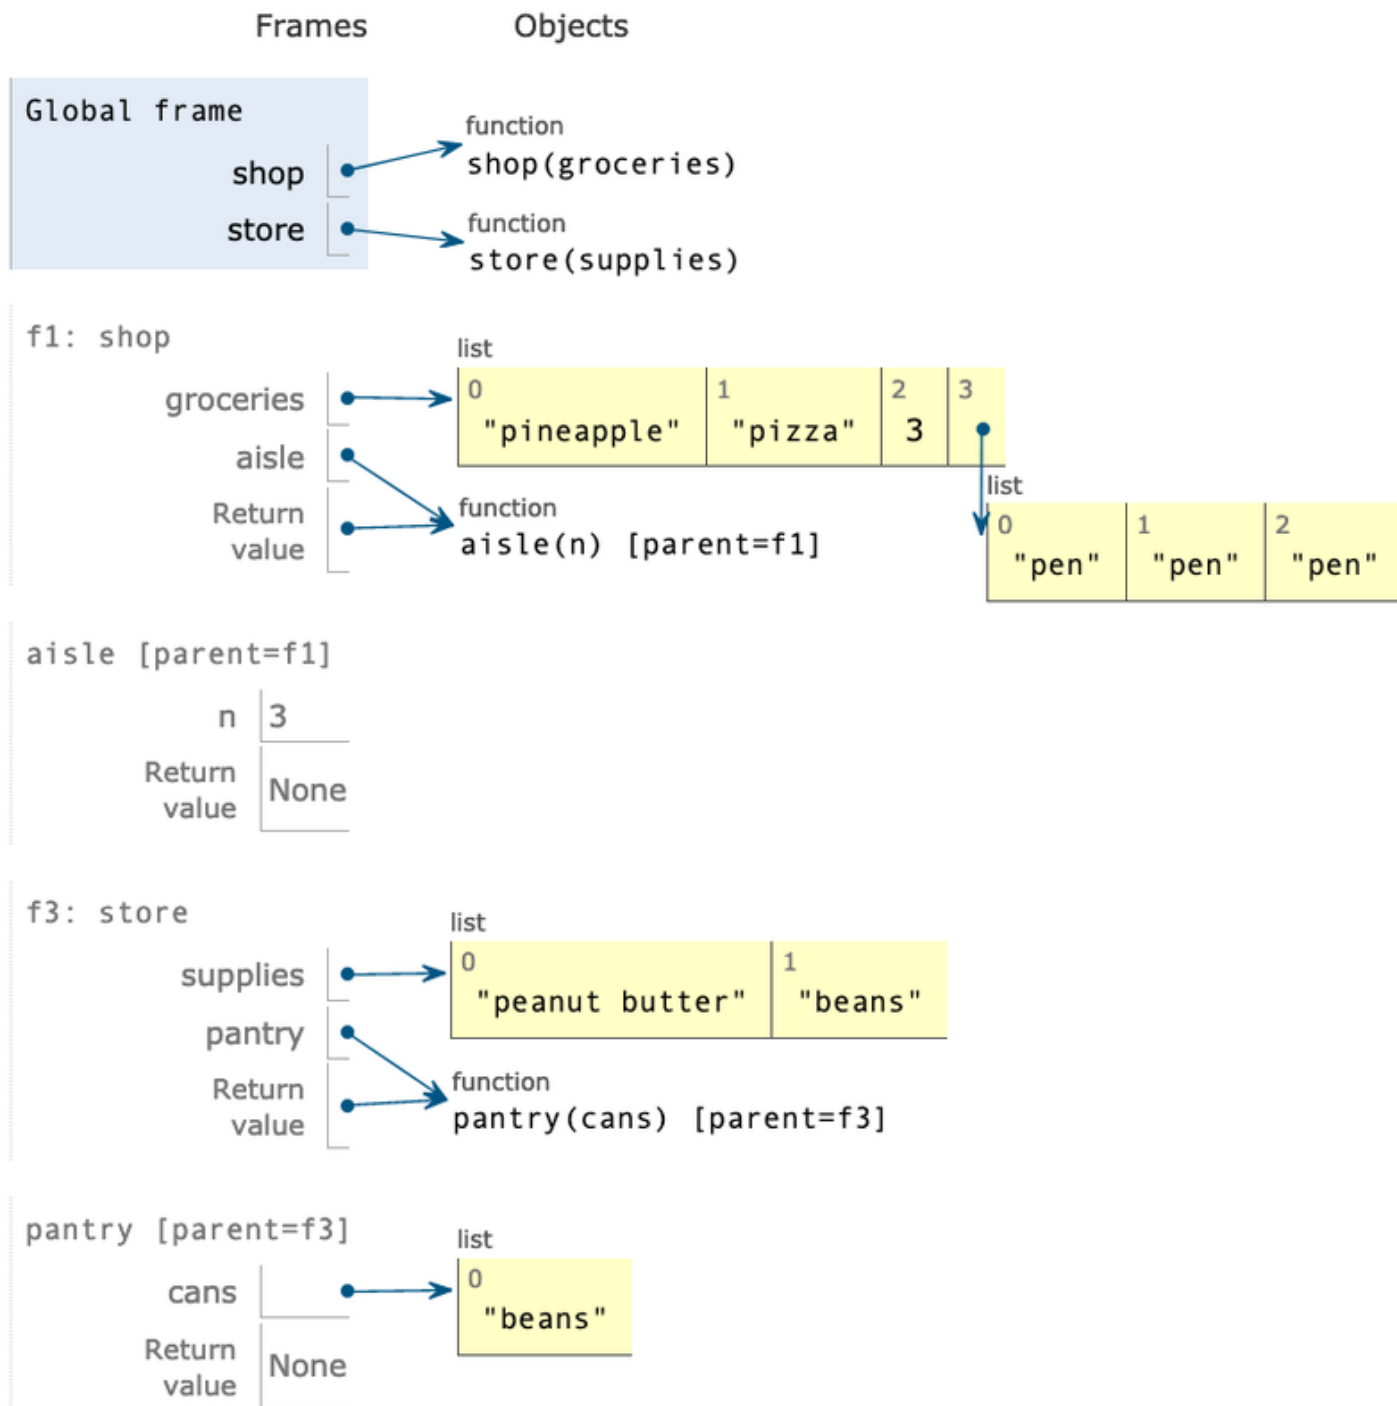 Frames Objects
Global frame
function
shop shop(groceries)
function
store store(supplies)
f1: shop
list
groceries 0 1 2 3
"pineapple" "pizza" 3
aisle
list
Return value
function
aisle(n) [parent=f1]
0 1 2
"pen" "pen" "pen"
aisle [parent=f1]
n 3
Return
value None
f3: store
list
supplies 0 1
"peanut butter" "beans"
pantry
Return
value
function
pantry(cans) [parent=f3]
pantry [parent=f3]
list
cans 0
"beans"
Return
value None